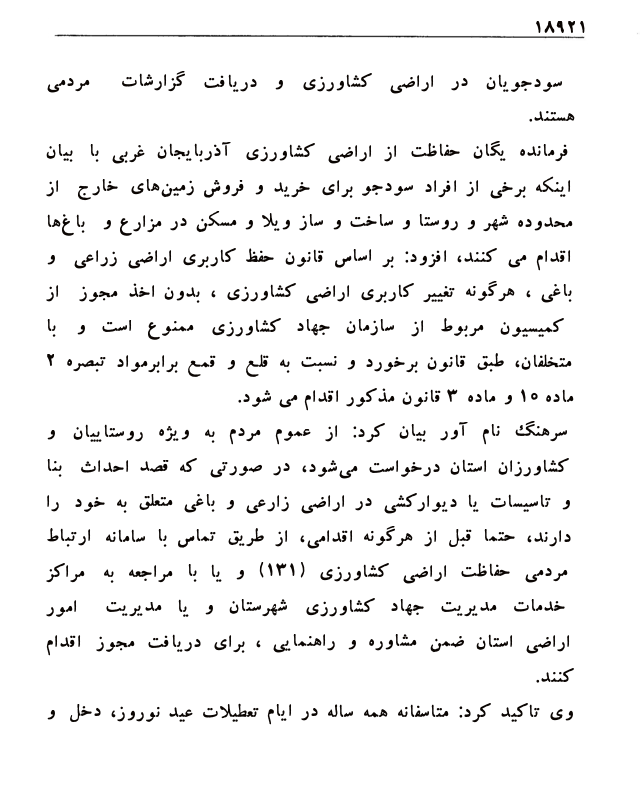 ۱۸۹۲۱
سودجویان در اراضی کشاورزی و دریافت گزارشات مردمی
هستند.
فرمانده یگان حفاظت از اراضی کشاورزی آذربایجان غربی با بیان
اینکه برخی از افراد سودجو برای خرید و فروش زمین‌های خارج از
محدوده شهر و روستا و ساخت و ساز ویلا و مسکن در مزارع و باغ‌ها
اقدام می کنند، افزود: بر اساس قانون حفظ کاربری اراضی زراعی و
باغی ، هرگونه تغییر کاربری اراضی کشاورزی ، بدون اخذ مجوز از
کمیسیون مربوط از سازمان جهاد کشاورزی ممنوع است و با
متخلفان، طبق قانون برخورد و نسبت به قلع و قمع برابرمواد تبصره ۲
ماده ۱۰ و ماده ۳ قانون مذکور اقدام می شود.
سرهنگ نام آور بیان کرد: از عموم مردم به ویژه روستاییان و
کشاورزان استان درخواست می‌شود، در صورتی که قصد احداث بنا
و تاسیسات یا دیوارکشی در اراضی زارعی و باغی متعلق به خود را
دارند، حتما قبل از هرگونه اقدامی، از طریق تماس با سامانه ارتباط
مردمی حفاظت اراضی کشاورزی (۱۳۱) و یا با مراجعه به مراکز
خدمات مدیریت جهاد کشاورزی شهرستان و یا مدیریت امور
اراضی استان ضمن مشاوره و راهنمایی ، برای دریافت مجوز اقدام
کنند.
وی تاکید کرد: متاسفانه همه ساله در ایام تعطیلات عید نوروز، دخل و